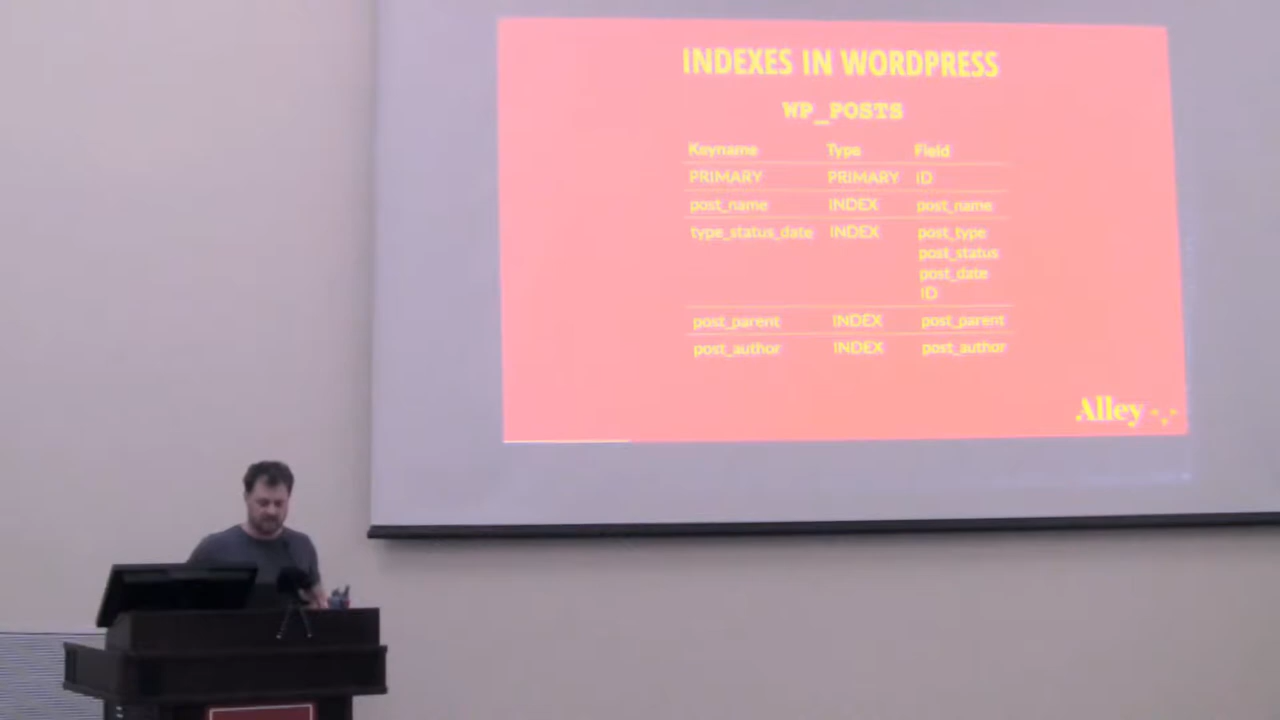 INDEXES IN WORDPRESS
WP_POSTS
Keyname Type Field
PRIMARY PRIMARY ID
post_name INDEX post_name
type_status_date INDEX post_type
post_status
post_date
ID
post_parent INDEX post_parent
post_author INDEX post_author
Alley